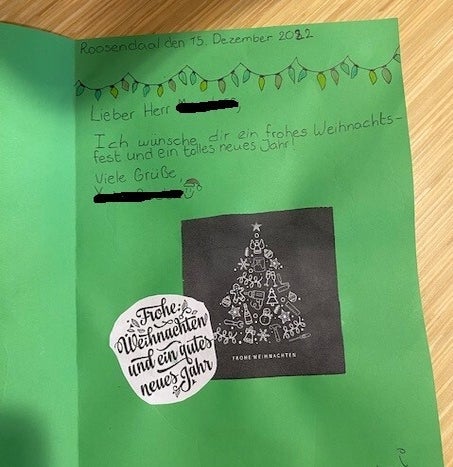 Roosendaal den 15. Dezember 2022
Lieber Herr
Ich wünsche dir ein frohes Weihnachts-
fest und ein tolles neues Jahr!
Viele Grüße,
FROHE WEIHNACHTEN
Frohe
Weihnachten
und ein gutes
neues Jahr